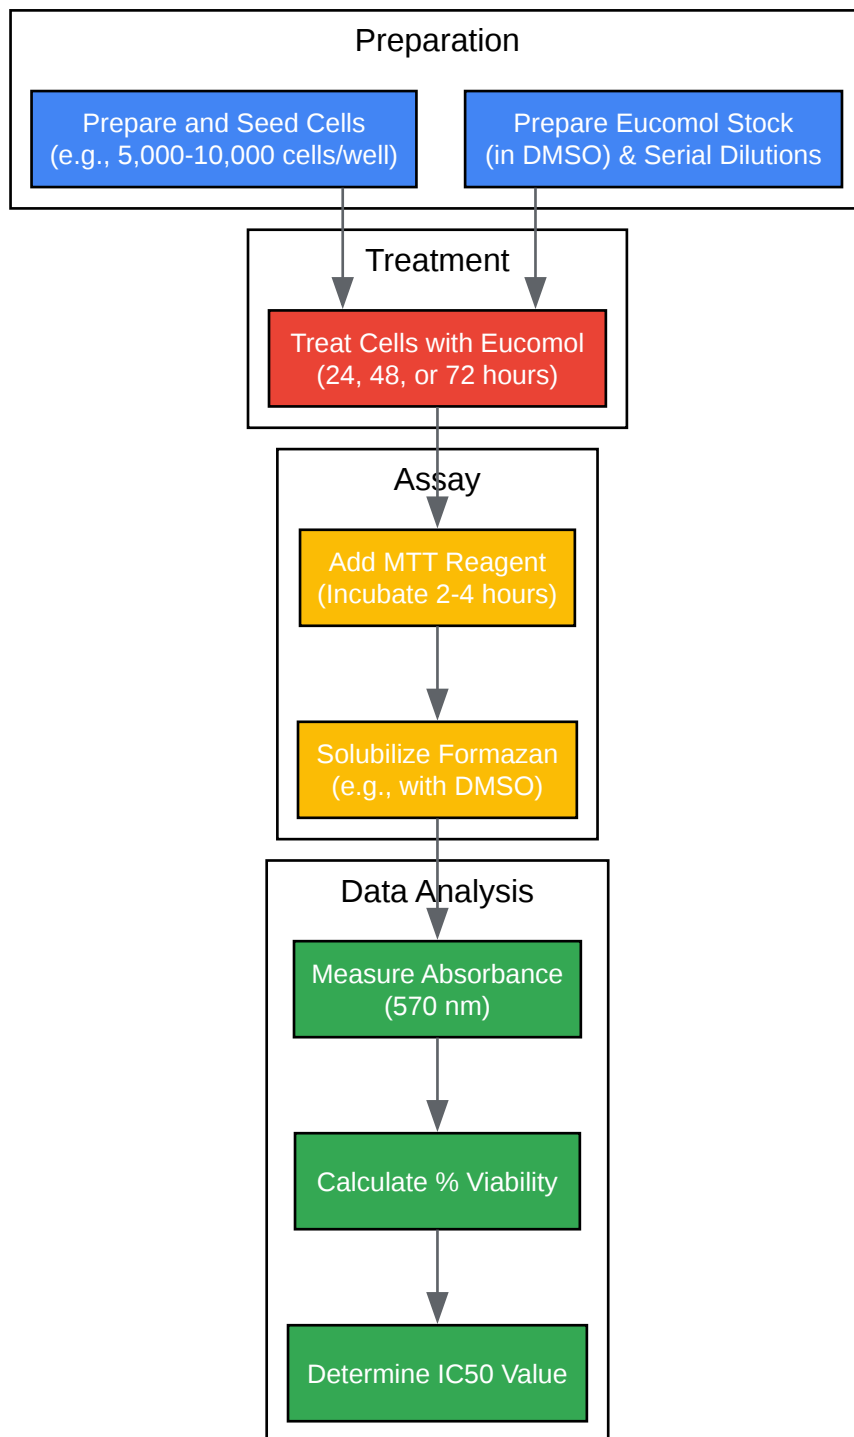 Preparation
Prepare and Seed Cells
(e.g., 5,000-10,000 cells/well)
Prepare Eucomol Stock
(in DMSO) & Serial Dilutions
Treatment
Treat Cells with Eucomol
(24, 48, or 72 hours)
Assay
Add MTT Reagent
(Incubate 2-4 hours)
Solubilize Formazan
(e.g., with DMSO)
Data Analysis
Measure Absorbance
(570 nm)
Calculate % Viability
Determine IC50 Value